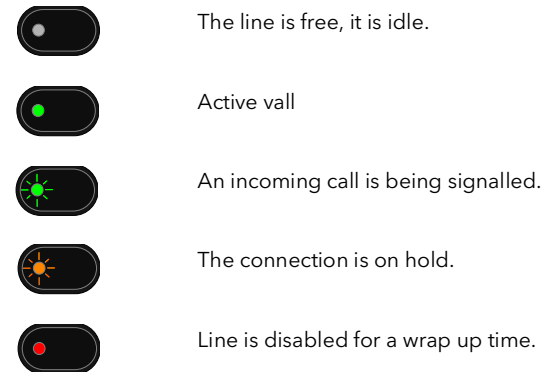 The line is free, it is idle.
Active vall
An incoming call is being signalled.
The connection is on hold.
Line is disabled for a wrap up time.